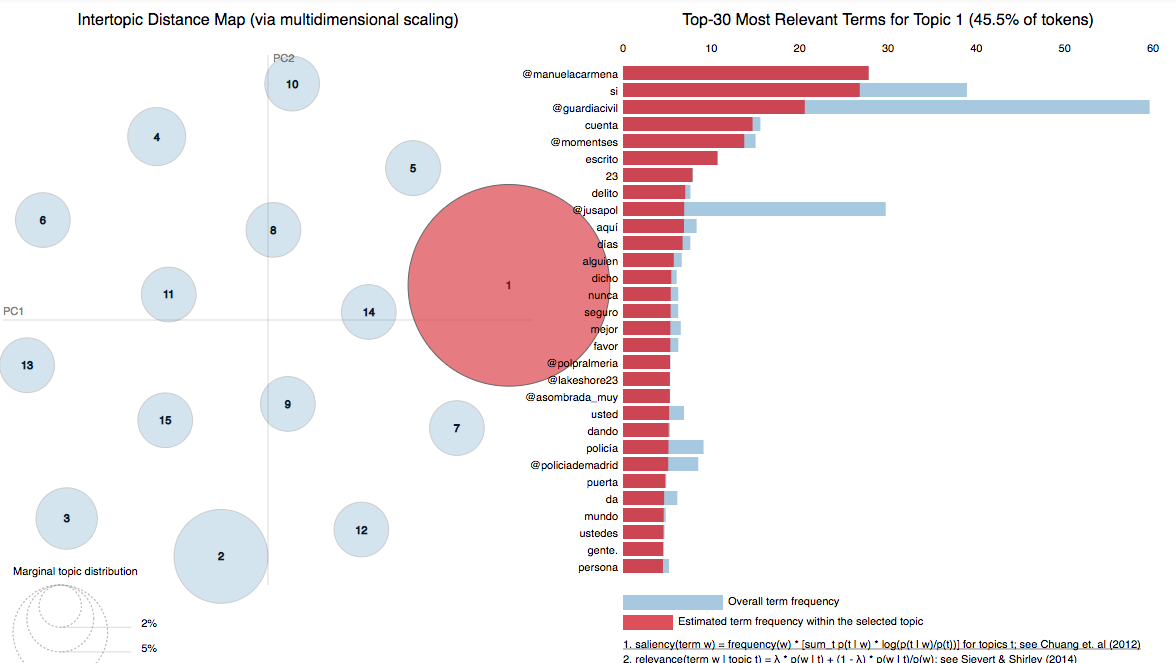 Intertopic Distance Map (via multidimensional scaling)
PC2
10
4
5
6
8
1
11
14
PC1
13
9
15
7
3
12
2
Marginal topic distribution
2%
5%
Top-30 Most Relevant Terms for Topic 1 (45.5% of tokens)
0 10 20 30 40 50 60
@manuelacarmena
si
@guardiacivil
cuenta
@momentses
escrito
23
delito
@jusapol
aquí
días
alguien
dicho
nunca
seguro
mejor
favor
@polpralmeria
@lakeshore23
@asombrada_muy
usted
dando
policía
@policiademadrid
puerta
da
mundo
ustedes
gente.
persona
Overall term frequency
Estimated term frequency within the selected topic
1. saliency(term w) = frequency(w) * [sum_t p(t | w) * log(p(t | w)/p(t))] for topics t; see Chuang et. al (2012)
2. relevance(term w | topic t) = λ * p(w | t) + (1 - λ) * p(w | t)/p(w); see Sievert & Shirley (2014)